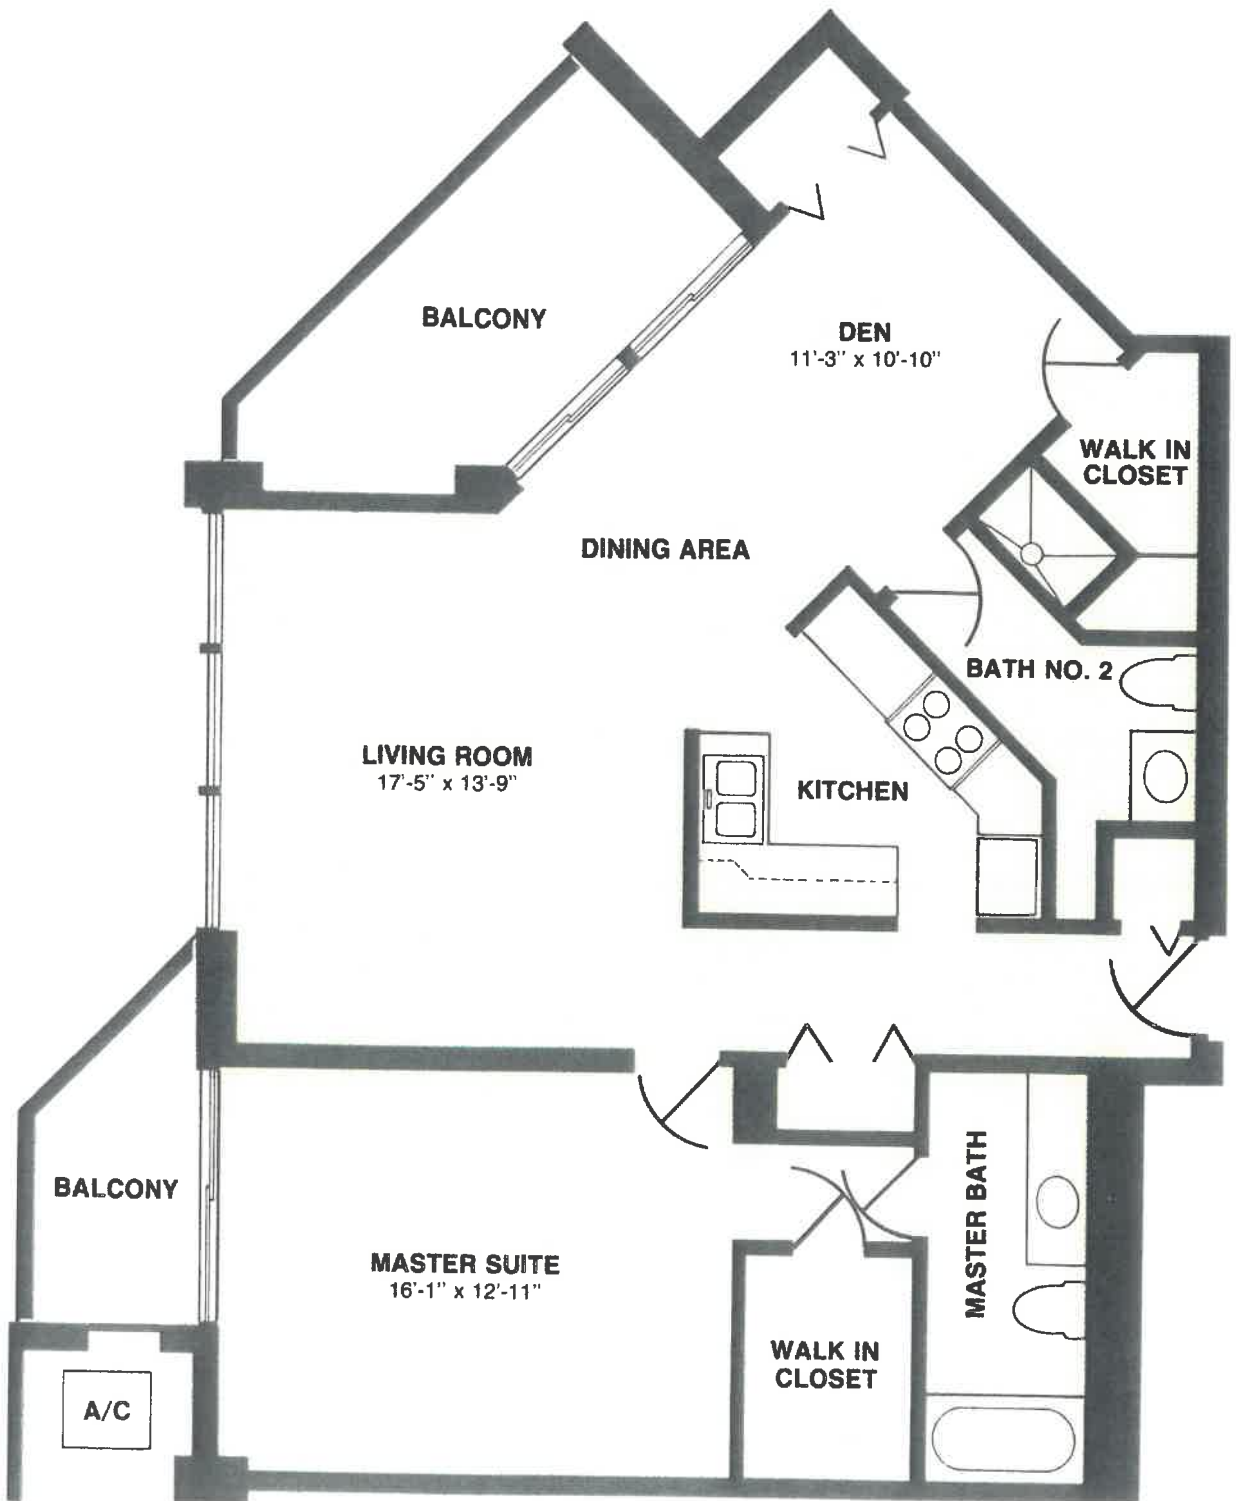 BALCONY
DEN
11'-3" x 10'-10"
WALK IN
CLOSET
DINING AREA
BATH NO. 2
LIVING ROOM
17'-5" x 13'-9"
KITCHEN
BALCONY
MASTER SUITE
16'-1" x 12'-11"
MASTER BATH
WALK IN
CLOSET
A/C